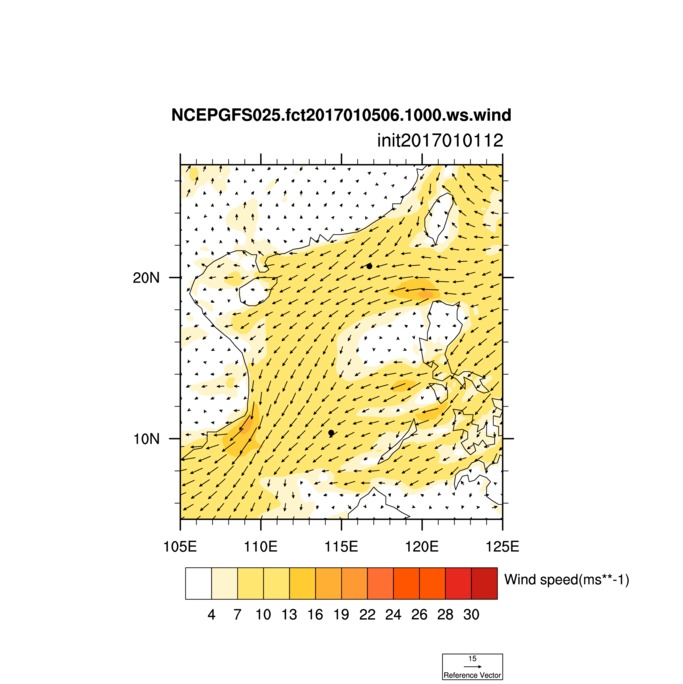 NCEPGFS025.fct2017010506.1000.ws.wind
init2017010112
20N
10N
105E 110E 115E 120E 125E
Wind speed(ms**-1)
4 7 10 13 16 19 22 24 26 28 30
15
Reference Vector